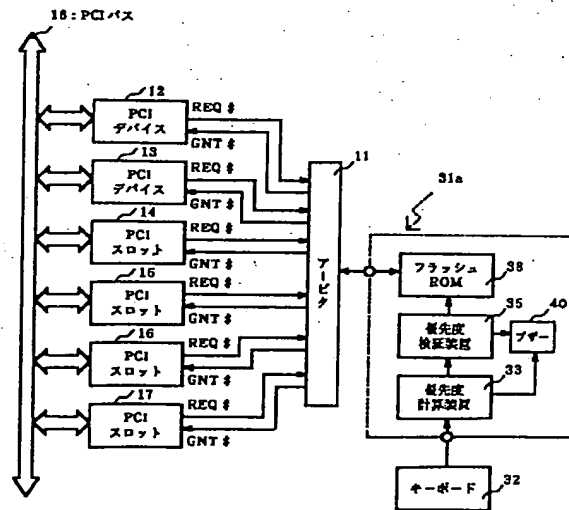 18：PCIバス
12
PCI
デバイス
REQ $
GNT $
13
PCI
デバイス
REQ $
GNT $
14
PCI
スロット
REQ $
GNT $
15
PCI
スロット
REQ $
GNT $
16
PCI
スロット
REQ $
GNT $
17
PCI
スロット
REQ $
GNT $
11
アービタ
31a
フラッシュ
ROM
38
優先度
検証装置
35
ブザー
40
優先度
計算装置
33
キーボード
32